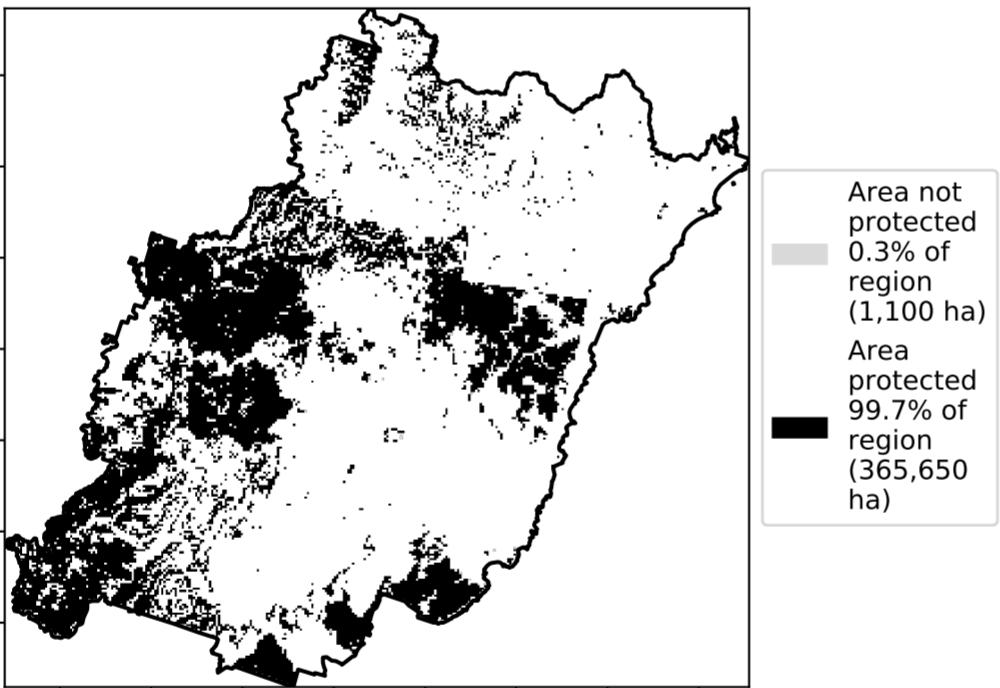 Area not
protected
0.3% of
region
(1,100 ha)
Area
protected
99.7% of
region
(365,650
ha)